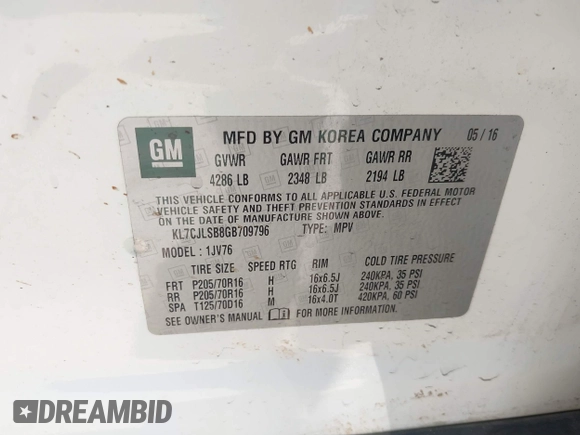 GM
MFD BY GM KOREA COMPANY 05/16
GVWR GAWR FRT GAWR RR
4286 LB 2348 LB 2194 LB
THIS VEHICLE CONFORMS TO ALL APPLICABLE U.S. FEDERAL MOTOR
VEHICLE SAFETY, BUMPER, AND THEFT PREVENTION STANDARDS IN
EFFECT ON THE DATE OF MANUFACTURE SHOWN ABOVE.
KL7CJLSB8GB709796 TYPE: MPV
MODEL: 1JV76
TIRE SIZE SPEED RTG RIM COLD TIRE PRESSURE
FRT P205/70R16 H 16x6.5J 240KPA, 35 PSI
RR P205/70R16 H 16x6.5J 240KPA, 35 PSI
SPA T125/70D16 M 16x4.0T 420KPA, 60 PSI
SEE OWNER'S MANUAL FOR MORE INFORMATION.
DREAMBID